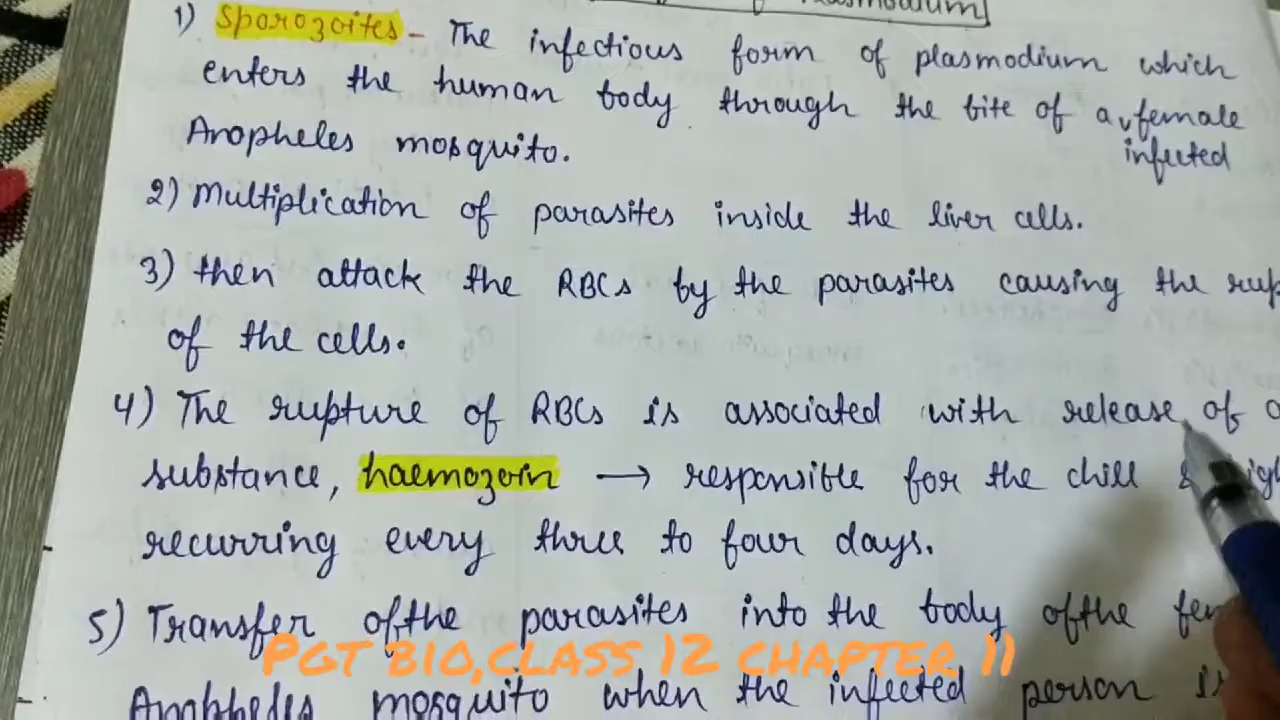 1) Sporozoites - The infectious form of plasmodium which
enters the human body through the bite of a female
infected
Anopheles mosquito.
2) Multiplication of parasites inside the liver cells.
3) then attack the RBCs by the parasites causing the
of the cells.
4) The rupture of RBCs is associated with release of
substance, haemozoin → responsible for the chill &
recurring every three to four days.
5) Transfer of the parasites into the body of the
PGT BIO,CLASS 12 CHAPTER 11
Anopheles mosquito when the infected person